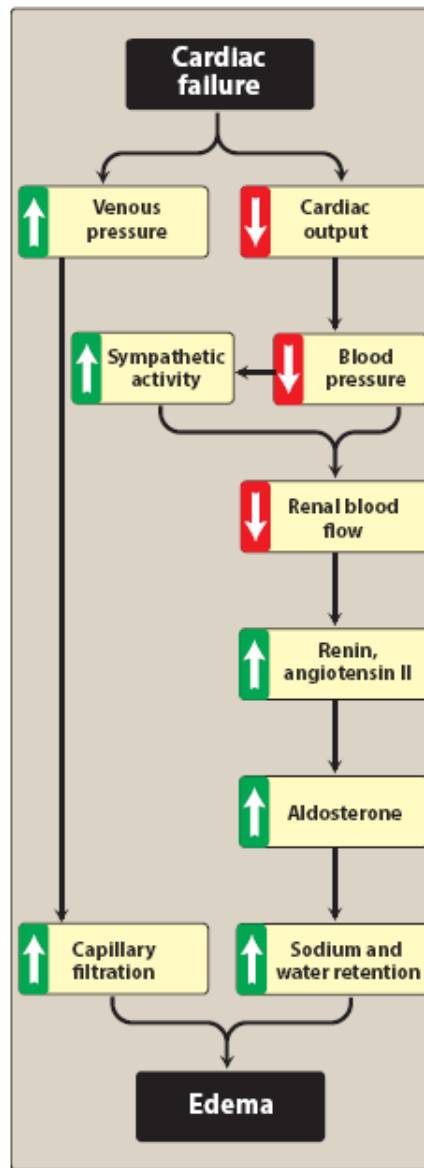 Cardiac
failure
Venous
pressure
Cardiac
output
Sympathetic
activity
Blood
pressure
Renal blood
flow
Renin,
angiotensin II
Aldosterone
Capillary
filtration
Sodium and
water retention
Edema